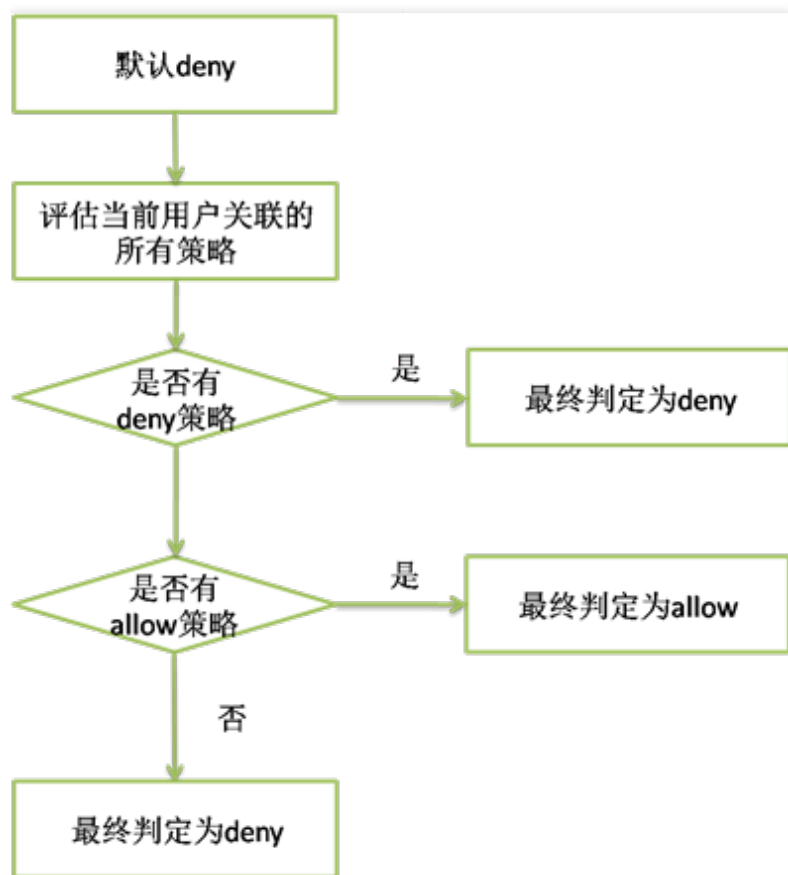 默认deny
评估当前用户关联的
所有策略
是否有
deny策略
是
最终判定为deny
是否有
allow策略
是
最终判定为allow
否
最终判定为deny